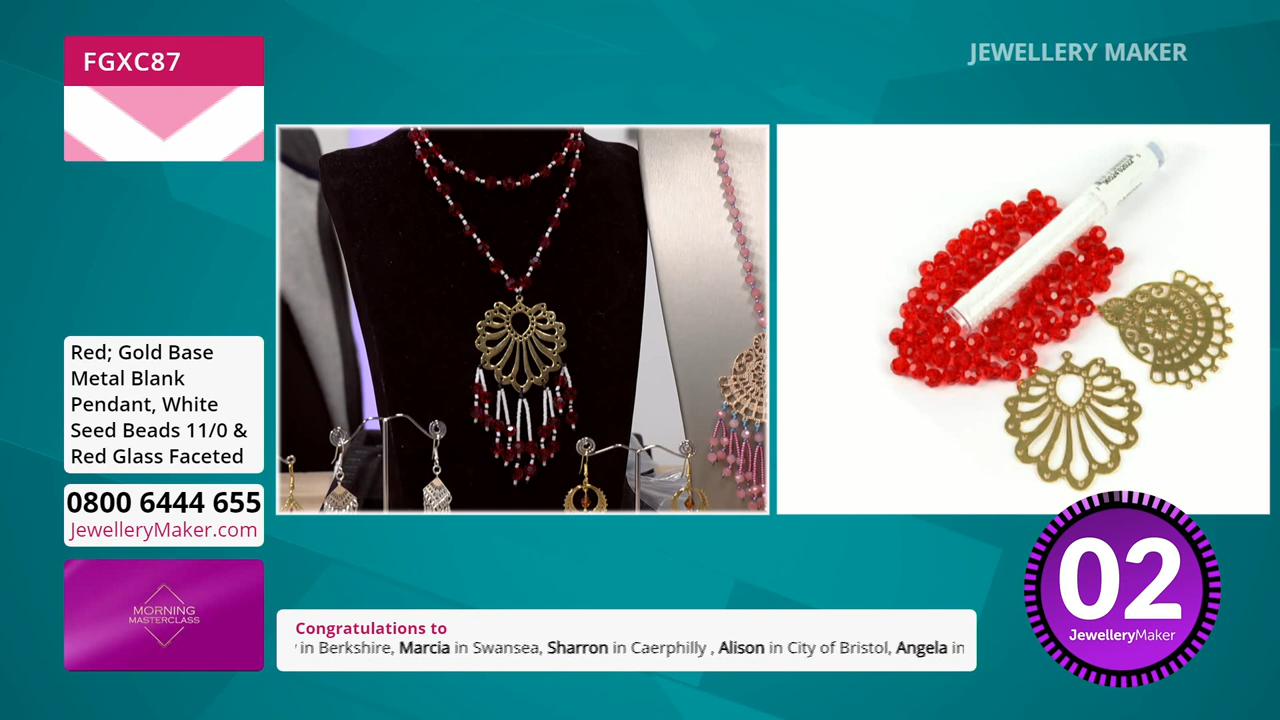 FGXC87
JEWELLERY MAKER
Red; Gold Base
Metal Blank
Pendant, White
Seed Beads 11/0 &
Red Glass Faceted
0800 6444 655
JewelleryMaker.com
MORNING
MASTERCLASS
Congratulations to
in Berkshire, Marcia in Swansea, Sharron in Caerphilly , Alison in City of Bristol, Angela in
02
JewelleryMaker